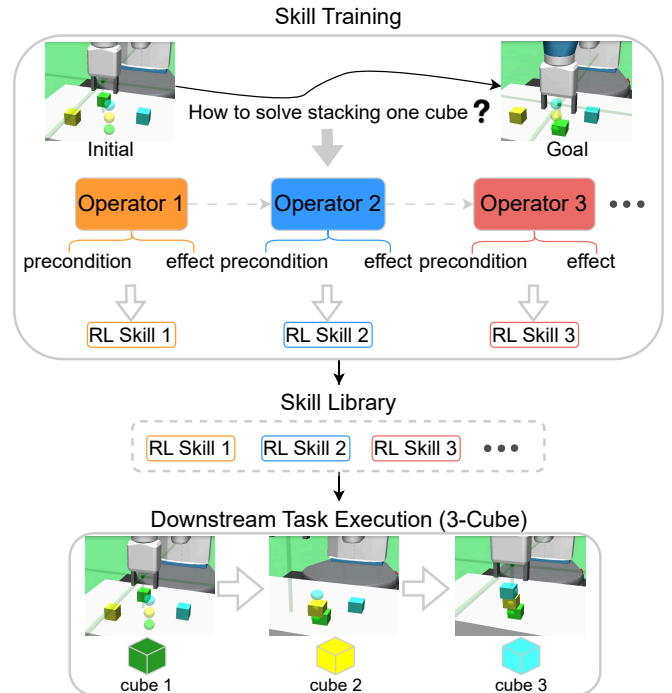 Skill Training
How to solve stacking one cube ?
Initial
Goal
Operator 1
Operator 2
Operator 3
precondition
effect
precondition
effect
precondition
effect
RL Skill 1
RL Skill 2
RL Skill 3
Skill Library
RL Skill 1
RL Skill 2
RL Skill 3
Downstream Task Execution (3-Cube)
cube 1
cube 2
cube 3